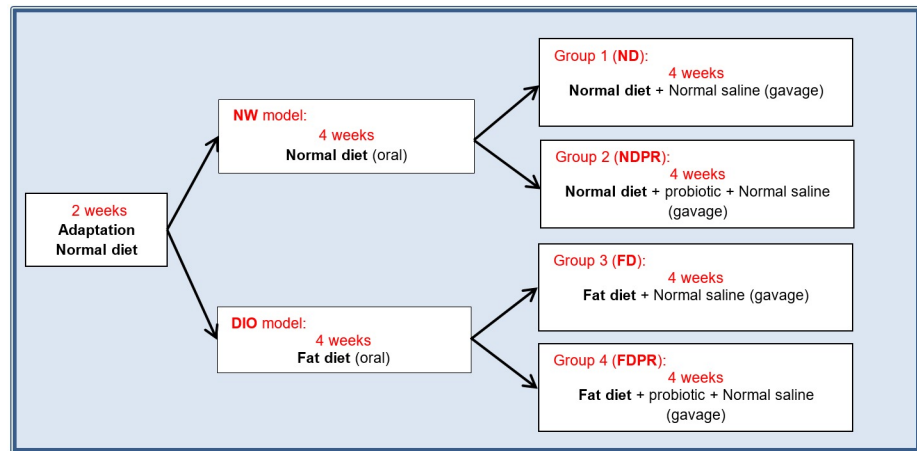 2 weeks
Adaptation
Normal diet
NW model:
4 weeks
Normal diet (oral)
DIO model:
4 weeks
Fat diet (oral)
Group 1 (ND):
4 weeks
Normal diet + Normal saline (gavage)
Group 2 (NDPR):
4 weeks
Normal diet + probiotic + Normal saline
(gavage)
Group 3 (FD):
4 weeks
Fat diet + Normal saline (gavage)
Group 4 (FDPR):
4 weeks
Fat diet + probiotic + Normal saline
(gavage)